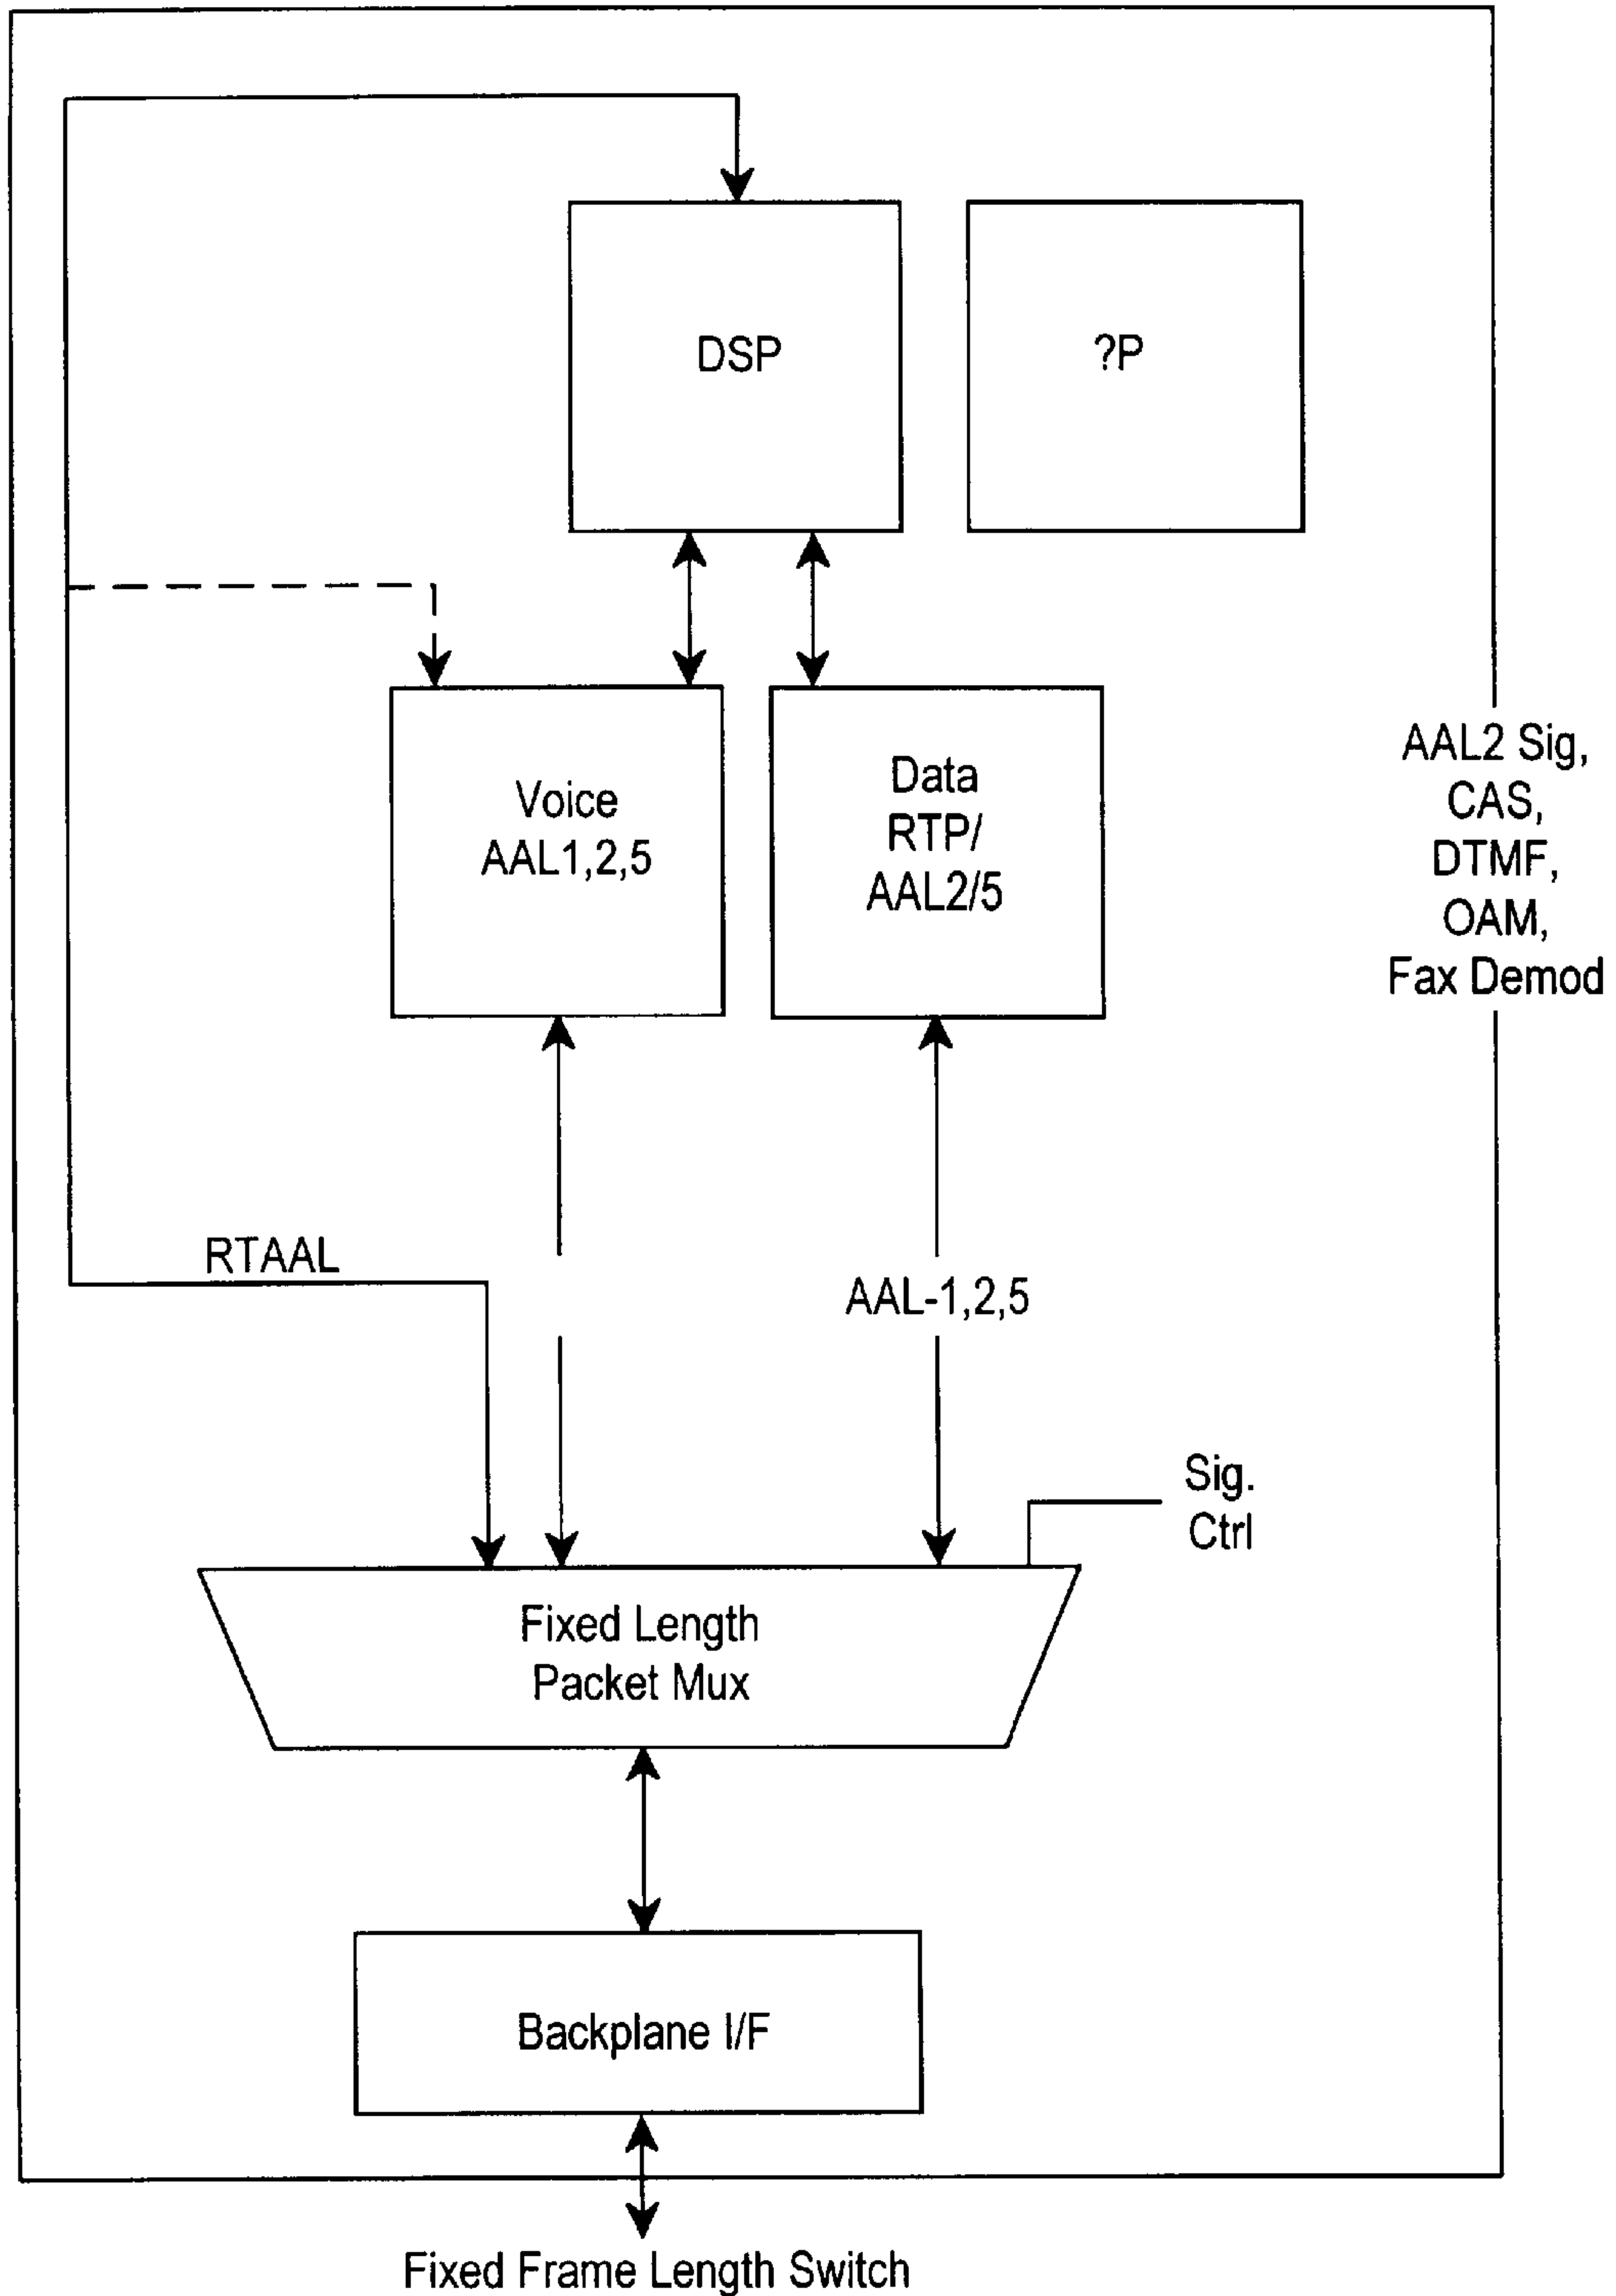 DSP
?P
Voice
AAL1,2,5
Data
RTP/
AAL2/5
AAL2 Sig,
CAS,
DTMF,
OAM,
Fax Demod
RTAAL
AAL-1,2,5
Sig.
Ctrl
Fixed Length
Packet Mux
Backplane I/F
Fixed Frame Length Switch